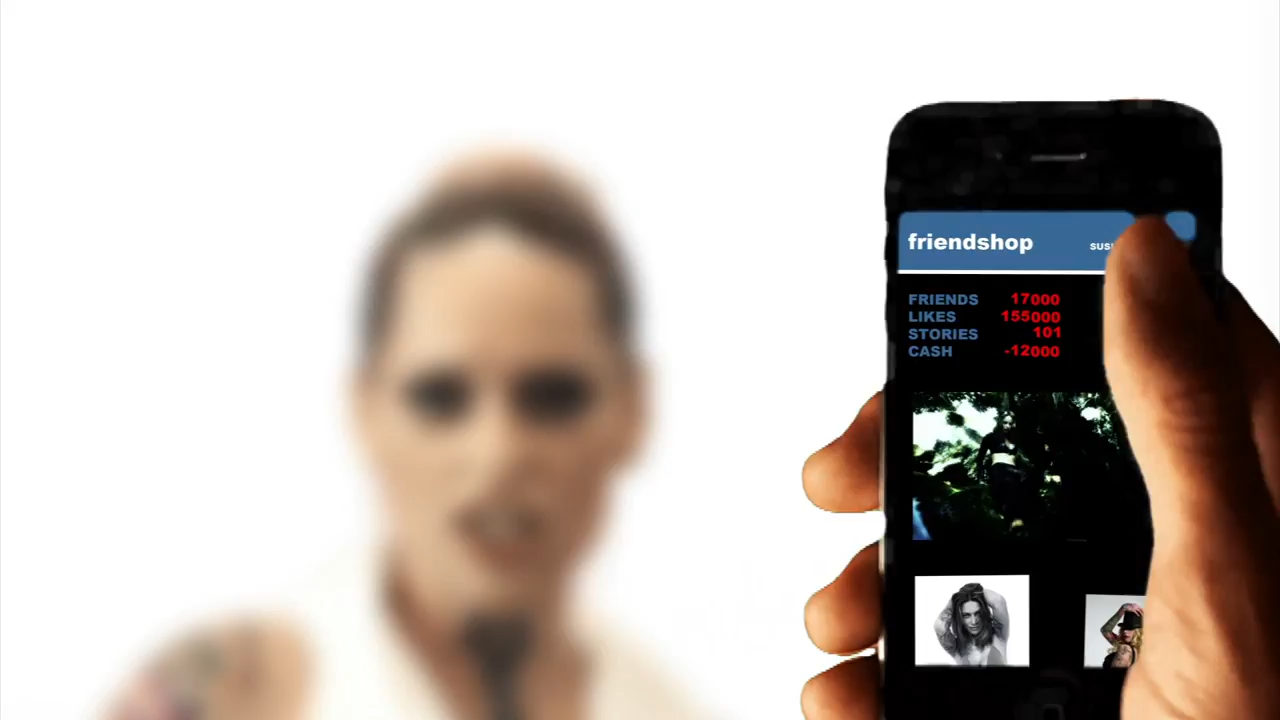 friendshop
FRIENDS 17000
LIKES 155000
STORIES 101
CASH -12000